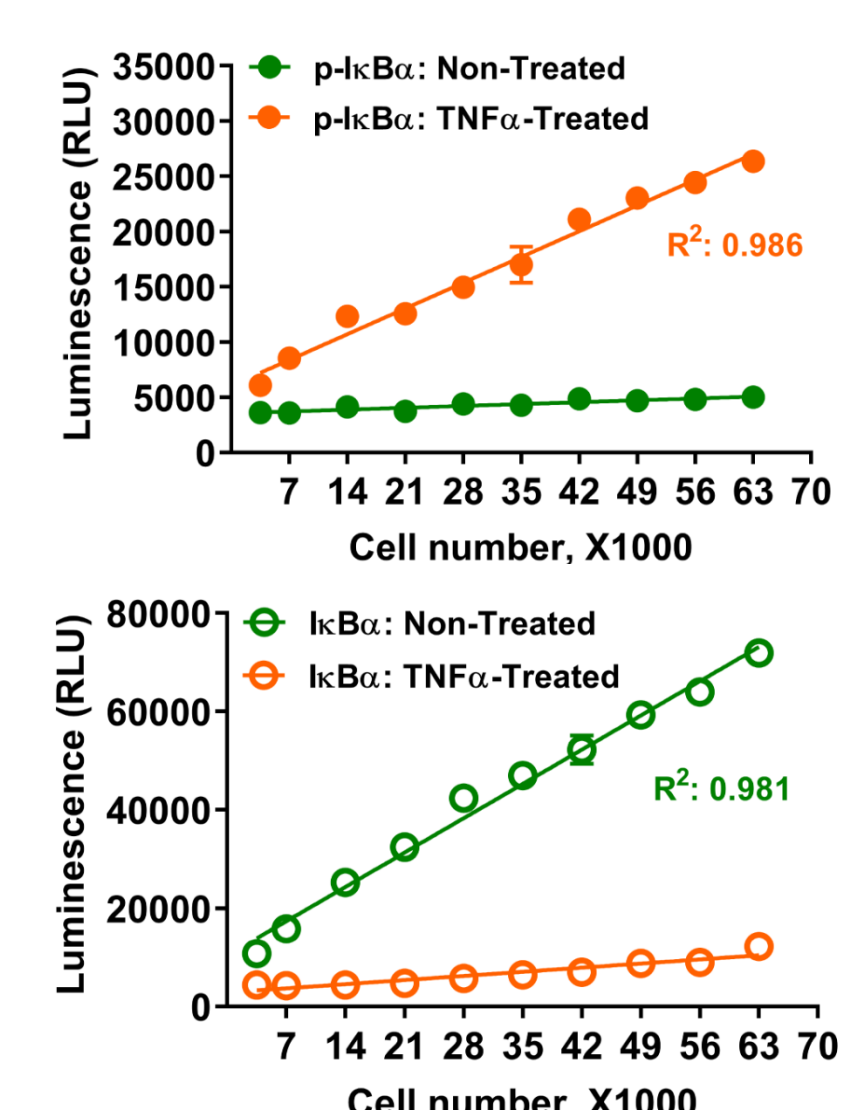 Luminescence (RLU)
35000
30000
25000
20000
15000
10000
5000
0
p-IκBα: Non-Treated
p-IκBα: TNFα-Treated
R²: 0.986
7 14 21 28 35 42 49 56 63 70
Cell number, X1000
Luminescence (RLU)
80000
60000
40000
20000
0
IκBα: Non-Treated
IκBα: TNFα-Treated
R²: 0.981
7 14 21 28 35 42 49 56 63 70
Cell number, X1000